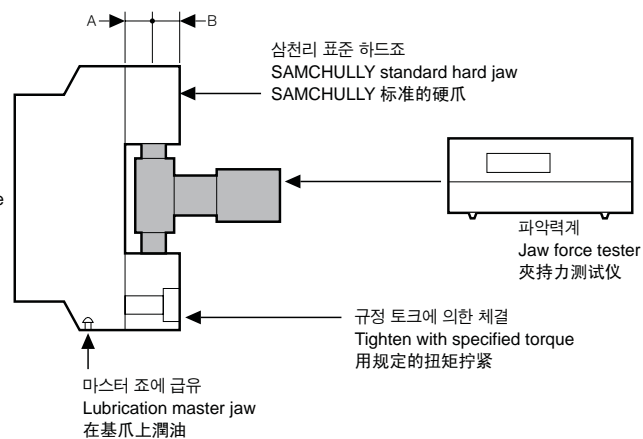 A
B
삼천리 표준 하드죠
SAMCHULLY standard hard jaw
SAMCHULLY 标准的硬爪
e
파악력계
Jaw force tester
夾持力测试仪
규정 토크에 의한 체결
Tighten with specified torque
用规定的扭矩拧紧
마스터 죠에 급유
Lubrication master jaw
在基爪上潤油